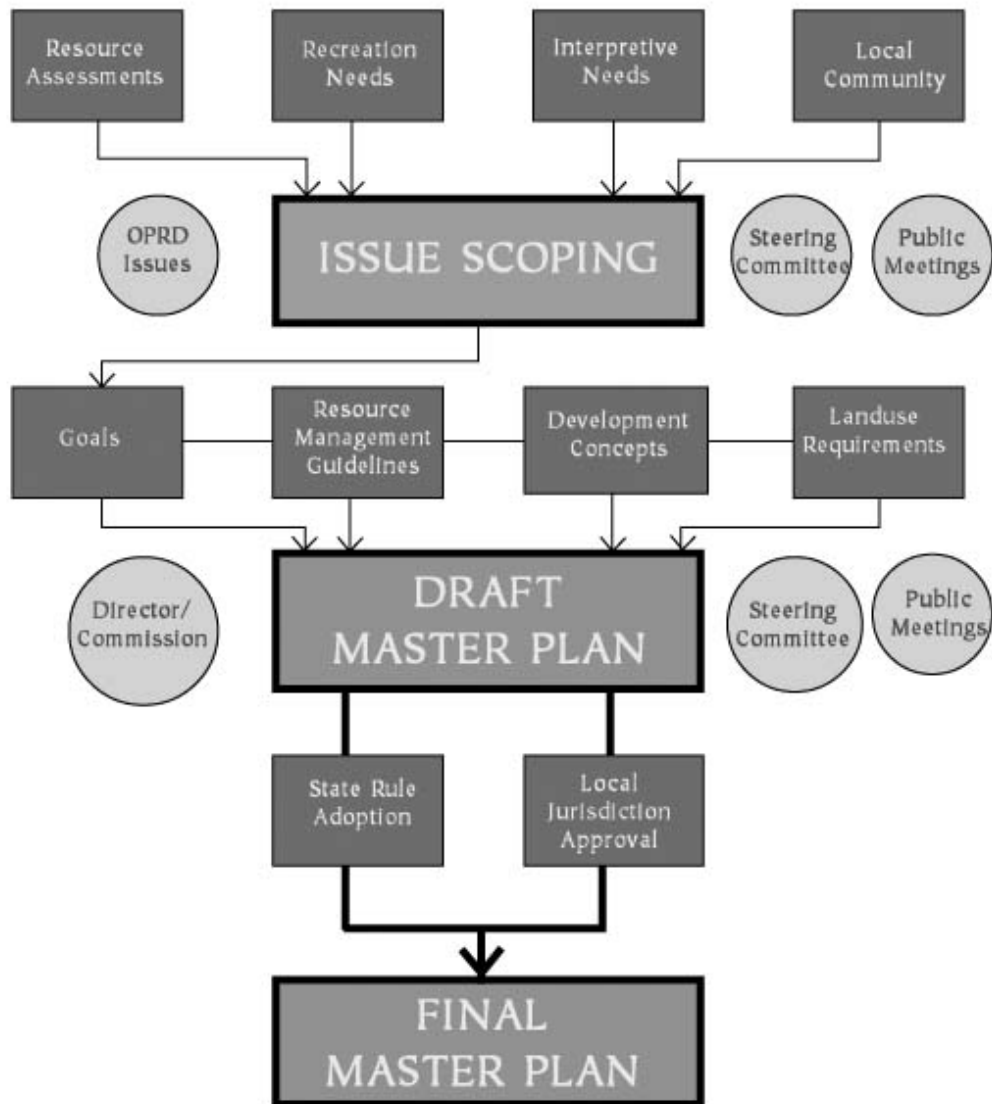 Resource
Assessments
Recreation
Needs
Interpretive
Needs
Local
Community
OPRD
Issues
ISSUE SCOPING
Steering
Committee
Public
Meetings
Goals
Resource
Management
Guidelines
Development
Concepts
Landuse
Requirements
Director/
Commission
DRAFT
MASTER PLAN
Steering
Committee
Public
Meetings
State Rule
Adoption
Local
Jurisdiction
Approval
FINAL
MASTER PLAN